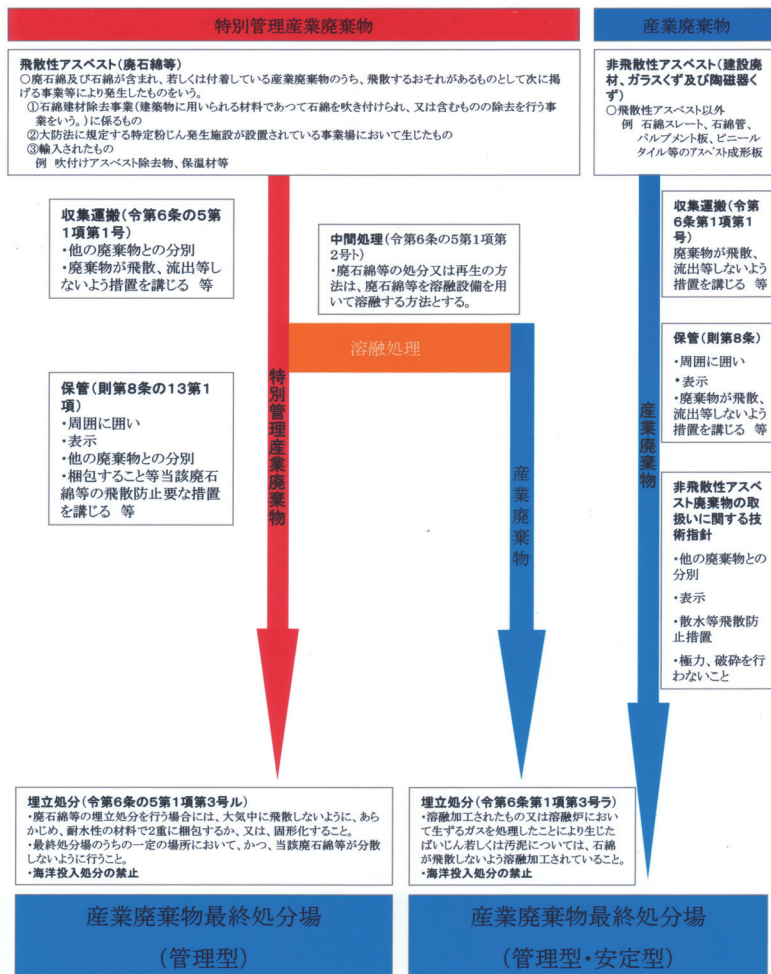 特別管理産業廃棄物
産業廃棄物
飛散性アスベスト(廃石綿等)
○廃石綿及び石綿が含まれ、若しくは付着している産業廃棄物のうち、飛散するおそれがあるものとして次に掲
げる事業等により発生したものをいう。
①石綿建材除去事業(建築物に用いられる材料であつて石綿を吹き付けられ、又は含むものの除去を行う
事業をいう。)に係るもの
②大防法に規定する特定粉じん発生施設が設置されている事業場において生じたもの
③輸入されたもの
例 吹付けアスベスト除去物、保温材等
非飛散性アスベスト(建設廃
材、ガラスくず及び陶磁器く
ず)
○飛散性アスベスト以外
例 石綿スレート、石綿管、
パルプメント板、ビニール
タイル等のアスベスト成形板
収集運搬(令第6条の5第
1項第1号)
・他の廃棄物との分別
・廃棄物が飛散、流出等し
ないよう措置を講じる 等
中間処理(令第6条の5第1項第
2号ト)
・廃石綿等の処分又は再生の方
法は、廃石綿等を溶融設備を用
いて溶融する方法とする。
収集運搬(令第
6条第1項第1
号)
廃棄物が飛散、
流出等しないよう
措置を講じる 等
溶融処理
保管(則第8条の13第1
項)
・周囲に囲い
・表示
・他の廃棄物との分別
・梱包すること等当該廃石
綿等の飛散防止要な措置
を講じる 等
特別管理産業廃棄物
産業廃棄物
産業廃棄物
保管(則第8条)
・周囲に囲い
・表示
・廃棄物が飛散、
流出等しないよう
措置を講じる 等
非飛散性アスベ
スト廃棄物の取
扱いに関する技
術指針
・他の廃棄物との
分別
・表示
・散水等飛散防
止措置
・極力、破砕を行
わないこと
埋立処分(令第6条の5第1項第3号ル)
・廃石綿等の埋立処分を行う場合には、大気中に飛散しないように、あら
かじめ、耐水性の材料で2重に梱包するか、又は、固形化すること。
・最終処分場のうちの一定の場所において、かつ、当該廃石綿等が分散
しないように行うこと。
・海洋投入処分の禁止
埋立処分(令第6条第1項第3号ラ)
・溶融加工されたもの又は溶融炉におい
て生ずるガスを処理したことにより生じた
ばいじん若しくは汚泥については、石綿
が飛散しないよう溶融加工されていること。
・海洋投入処分の禁止
産業廃棄物最終処分場
(管理型)
産業廃棄物最終処分場
(管理型・安定型)